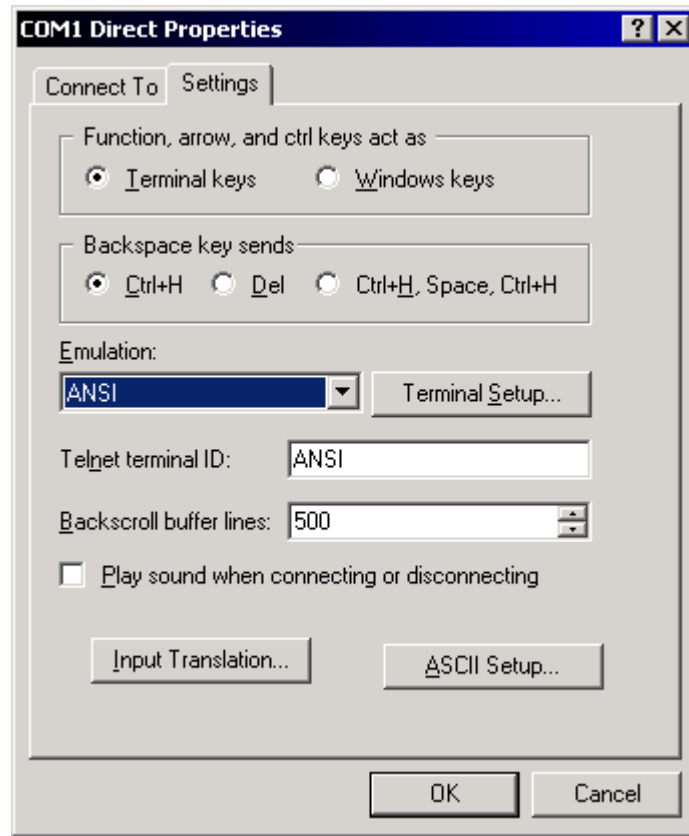 COM1 Direct Properties
Connect To Settings
Function, arrow, and ctrl keys act as
Terminal keys Windows keys
Backspace key sends
Ctrl+H Del Ctrl+H, Space, Ctrl+H
Emulation:
ANSI Terminal Setup...
Telnet terminal ID: ANSI
Backscroll buffer lines: 500
Play sound when connecting or disconnecting
Input Translation... ASCII Setup...
OK Cancel